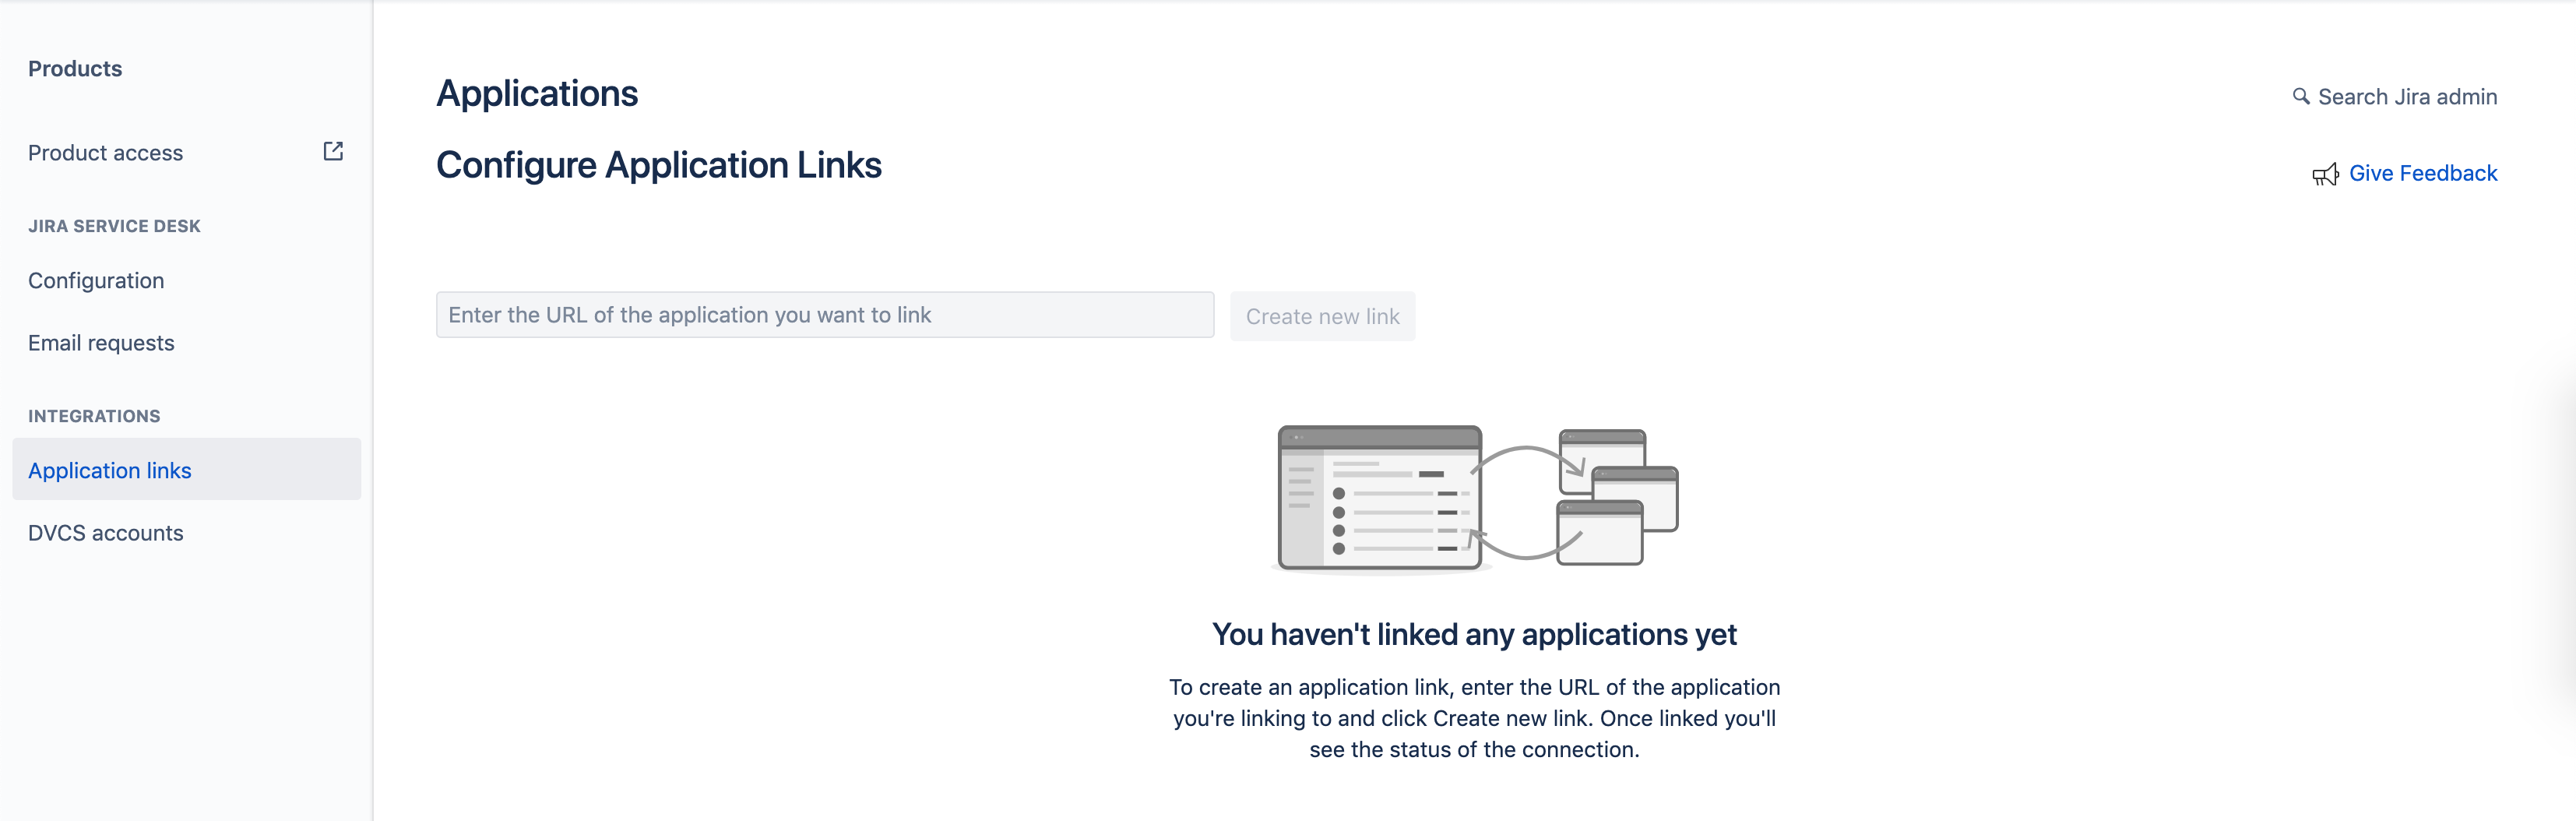 Products
Product access
JIRA SERVICE DESK
Configuration
Email requests
INTEGRATIONS
Application links
DVCS accounts
Applications
Search Jira admin
Configure Application Links
Give Feedback
Enter the URL of the application you want to link
Create new link
You haven't linked any applications yet
To create an application link, enter the URL of the application
you're linking to and click Create new link. Once linked you'll
see the status of the connection.